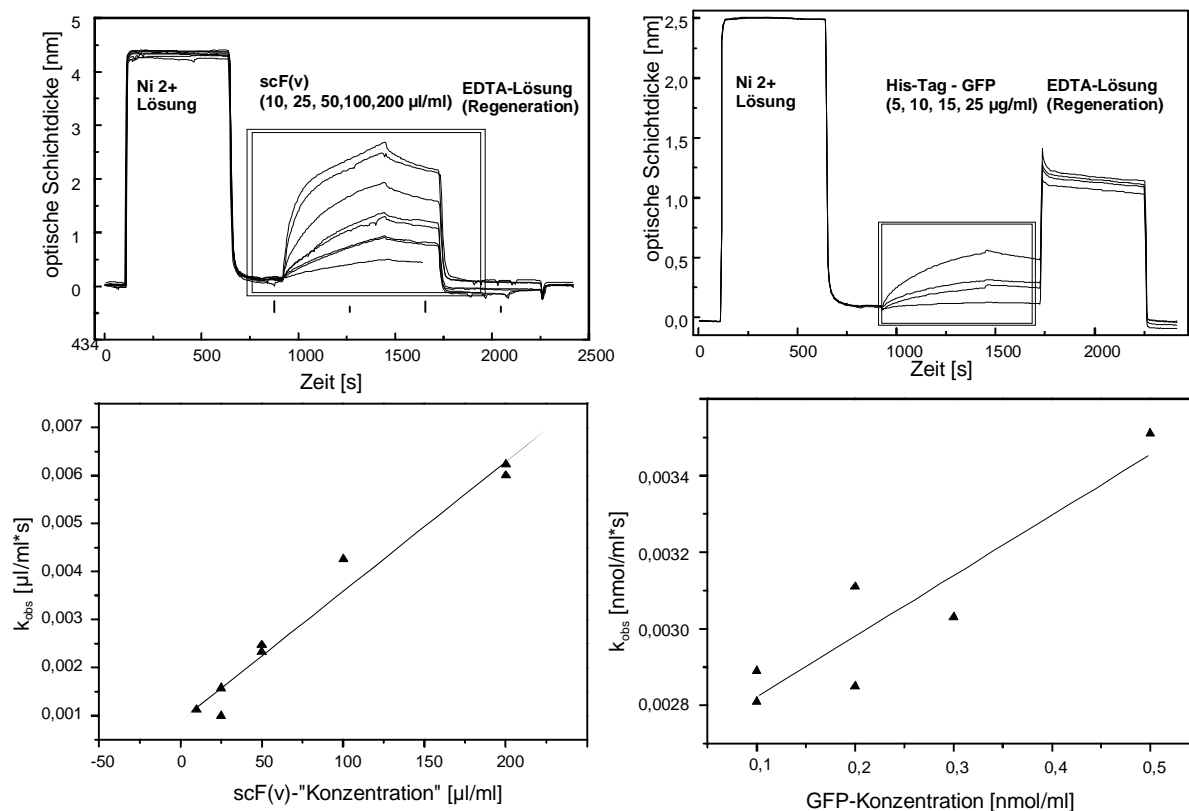 optische Schichtdicke [nm]
5
4
3
2
1
0
434
Ni 2+
Lösung
scF(v)
(10, 25, 50,100,200 µl/ml)
EDTA-Lösung
(Regeneration)
0
500
1000
1500
2000
2500
Zeit [s]
optische Schichtdicke [nm]
2,5
2,0
1,5
1,0
0,5
0,0
Ni 2+
Lösung
His-Tag - GFP
(5, 10, 15, 25 µg/ml)
EDTA-Lösung
(Regeneration)
0
500
1000
1500
2000
Zeit [s]
kobs [µl/ml*s]
0,007
0,006
0,005
0,004
0,003
0,002
0,001
-50
0
50
100
150
200
scF(v)-"Konzentration" [µl/ml]
kobs [nmol/ml*s]
0,0034
0,0032
0,0030
0,0028
0,1
0,2
0,3
0,4
0,5
GFP-Konzentration [nmol/ml]